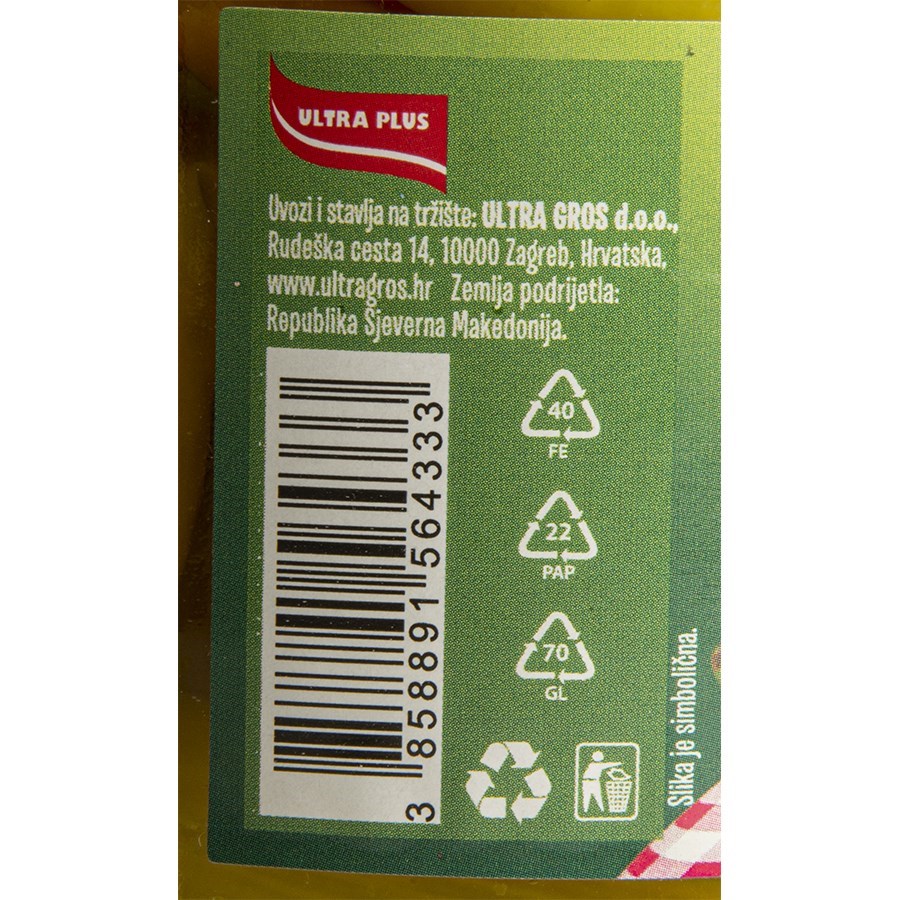 ULTRA PLUS
Uvozi i stavlja na tržište: ULTRA GROS d.o.o.,
Rudeška cesta 14, 10000 Zagreb, Hrvatska,
www.ultragros.hr Zemlja podrijetla:
Republika Sjeverna Makedonija.
3 858891 564333
40
FE
22
PAP
70
GL
Slika je simbolična.